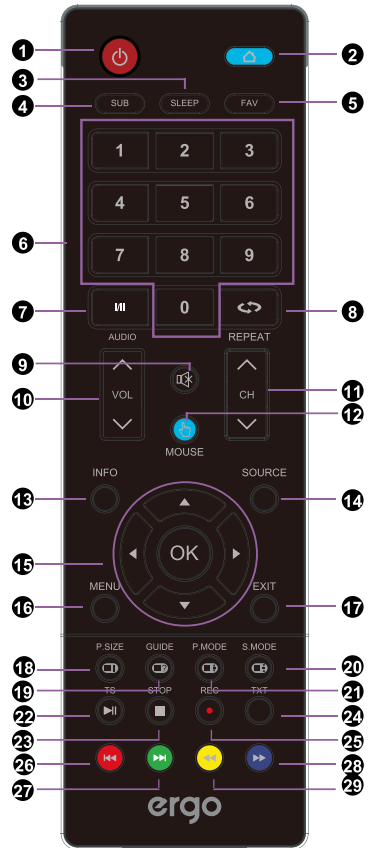 1 2
3
4 SUB SLEEP FAV 5
1 2 3
4 5 6
6
7 8 9
7 I/II 0 8
AUDIO REPEAT
9
10 VOL CH 11
12
MOUSE
INFO SOURCE
13 14
OK
15
MENU EXIT
16 17
P.SIZE GUIDE P.MODE S.MODE
18 20
19 21
TS STOP REC TXT
22 24
23 25
26 28
27 29
ergo